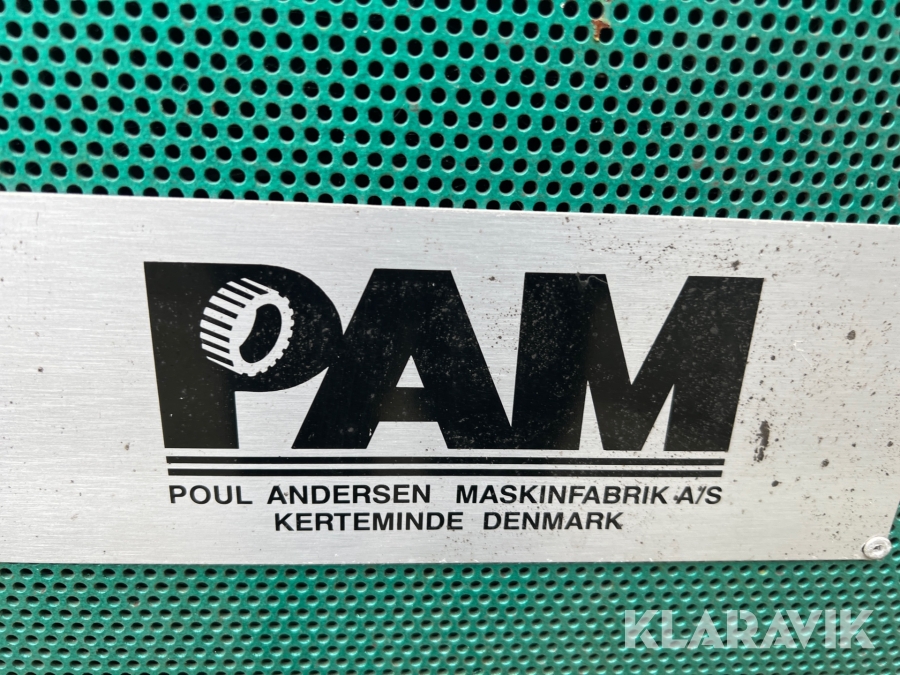 PAM
POUL ANDERSEN MASKINFABRIK A/S
KERTEMINDE DENMARK
KLARAVIK